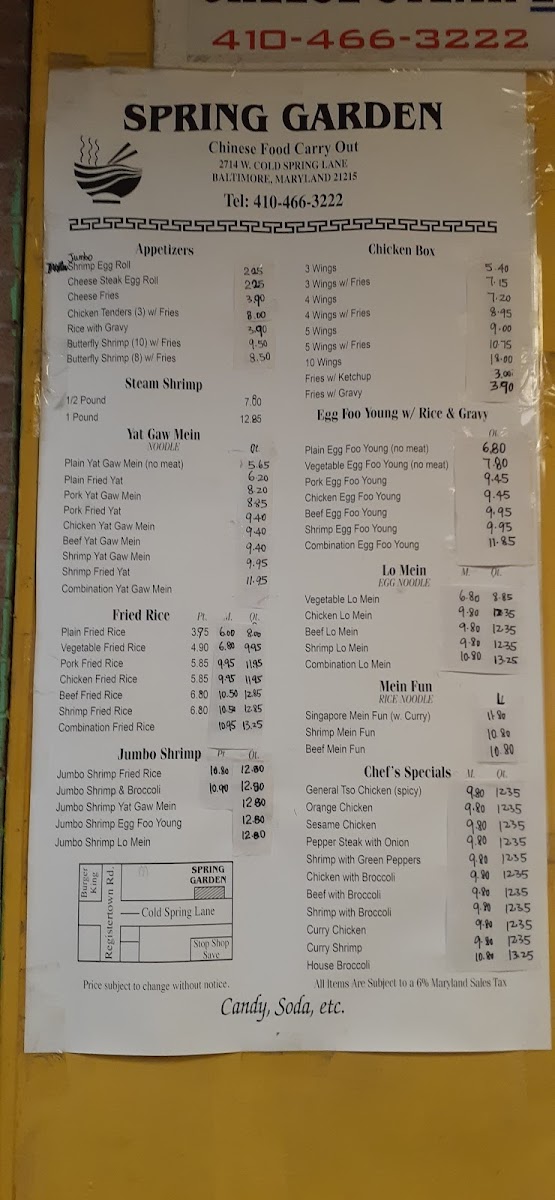 410-466-3222
SPRING GARDEN
Chinese Food Carry Out
2714 W. COLD SPRING LANE
BALTIMORE, MARYLAND 21215
Tel: 410-466-3222
Appetizers
Jumbo
Shrimp Egg Roll 2.25
Cheese Steak Egg Roll 2.25
Cheese Fries 3.90
Chicken Tenders (3) w/ Fries 8.00
Rice with Gravy 3.90
Butterfly Shrimp (10) w/ Fries 9.50
Butterfly Shrimp (8) w/ Fries 8.50
Steam Shrimp
1/2 Pound 7.80
1 Pound 12.85
Yat Gaw Mein
NOODLE Qt.
Plain Yat Gaw Mein (no meat) 5.65
Plain Fried Yat 6.20
Pork Yat Gaw Mein 8.20
Pork Fried Yat 8.85
Chicken Yat Gaw Mein 9.40
Beef Yat Gaw Mein 9.40
Shrimp Yat Gaw Mein 9.40
Shrimp Fried Yat 9.95
Combination Yat Gaw Mein 11.95
Fried Rice Pt. M. Qt.
Plain Fried Rice 3.95 6.00 8.00
Vegetable Fried Rice 4.90 6.80 9.95
Pork Fried Rice 5.85 9.95 11.95
Chicken Fried Rice 5.85 9.95 11.95
Beef Fried Rice 6.80 10.50 12.85
Shrimp Fried Rice 6.80 10.50 12.85
Combination Fried Rice 10.95 13.25
Jumbo Shrimp Pt. Qt.
Jumbo Shrimp Fried Rice 10.80 12.80
Jumbo Shrimp & Broccoli 10.90 12.80
Jumbo Shrimp Yat Gaw Mein 12.80
Jumbo Shrimp Egg Foo Young 12.80
Jumbo Shrimp Lo Mein 12.80
Burger King
Registertown Rd.
SPRING GARDEN
Cold Spring Lane
Stop Shop
Save
Price subject to change without notice.
Chicken Box
3 Wings 5.40
3 Wings w/ Fries 7.15
4 Wings 7.20
4 Wings w/ Fries 8.95
5 Wings 9.00
5 Wings w/ Fries 10.75
10 Wings 18.00
Fries w/ Ketchup 3.00
Fries w/ Gravy 3.90
Egg Foo Young w/ Rice & Gravy
Qt.
Plain Egg Foo Young (no meat) 6.80
Vegetable Egg Foo Young (no meat) 7.80
Pork Egg Foo Young 9.45
Chicken Egg Foo Young 9.45
Beef Egg Foo Young 9.95
Shrimp Egg Foo Young 9.95
Combination Egg Foo Young 11.85
Lo Mein M. Qt.
EGG NOODLE
Vegetable Lo Mein 6.80 8.85
Chicken Lo Mein 9.80 12.35
Beef Lo Mein 9.80 12.35
Shrimp Lo Mein 9.80 12.35
Combination Lo Mein 10.80 13.25
Mein Fun
RICE NOODLE L
Singapore Mein Fun (w. Curry) 11.80
Shrimp Mein Fun 10.80
Beef Mein Fun 10.80
Chef's Specials M. Qt.
General Tso Chicken (spicy) 9.80 12.35
Orange Chicken 9.80 12.35
Sesame Chicken 9.80 12.35
Pepper Steak with Onion 9.80 12.35
Shrimp with Green Peppers 9.80 12.35
Chicken with Broccoli 9.80 12.35
Beef with Broccoli 9.80 12.35
Shrimp with Broccoli 9.80 12.35
Curry Chicken 9.80 12.35
Curry Shrimp 9.80 12.35
House Broccoli 10.80 13.25
All Items Are Subject to a 6% Maryland Sales Tax
Candy, Soda, etc.